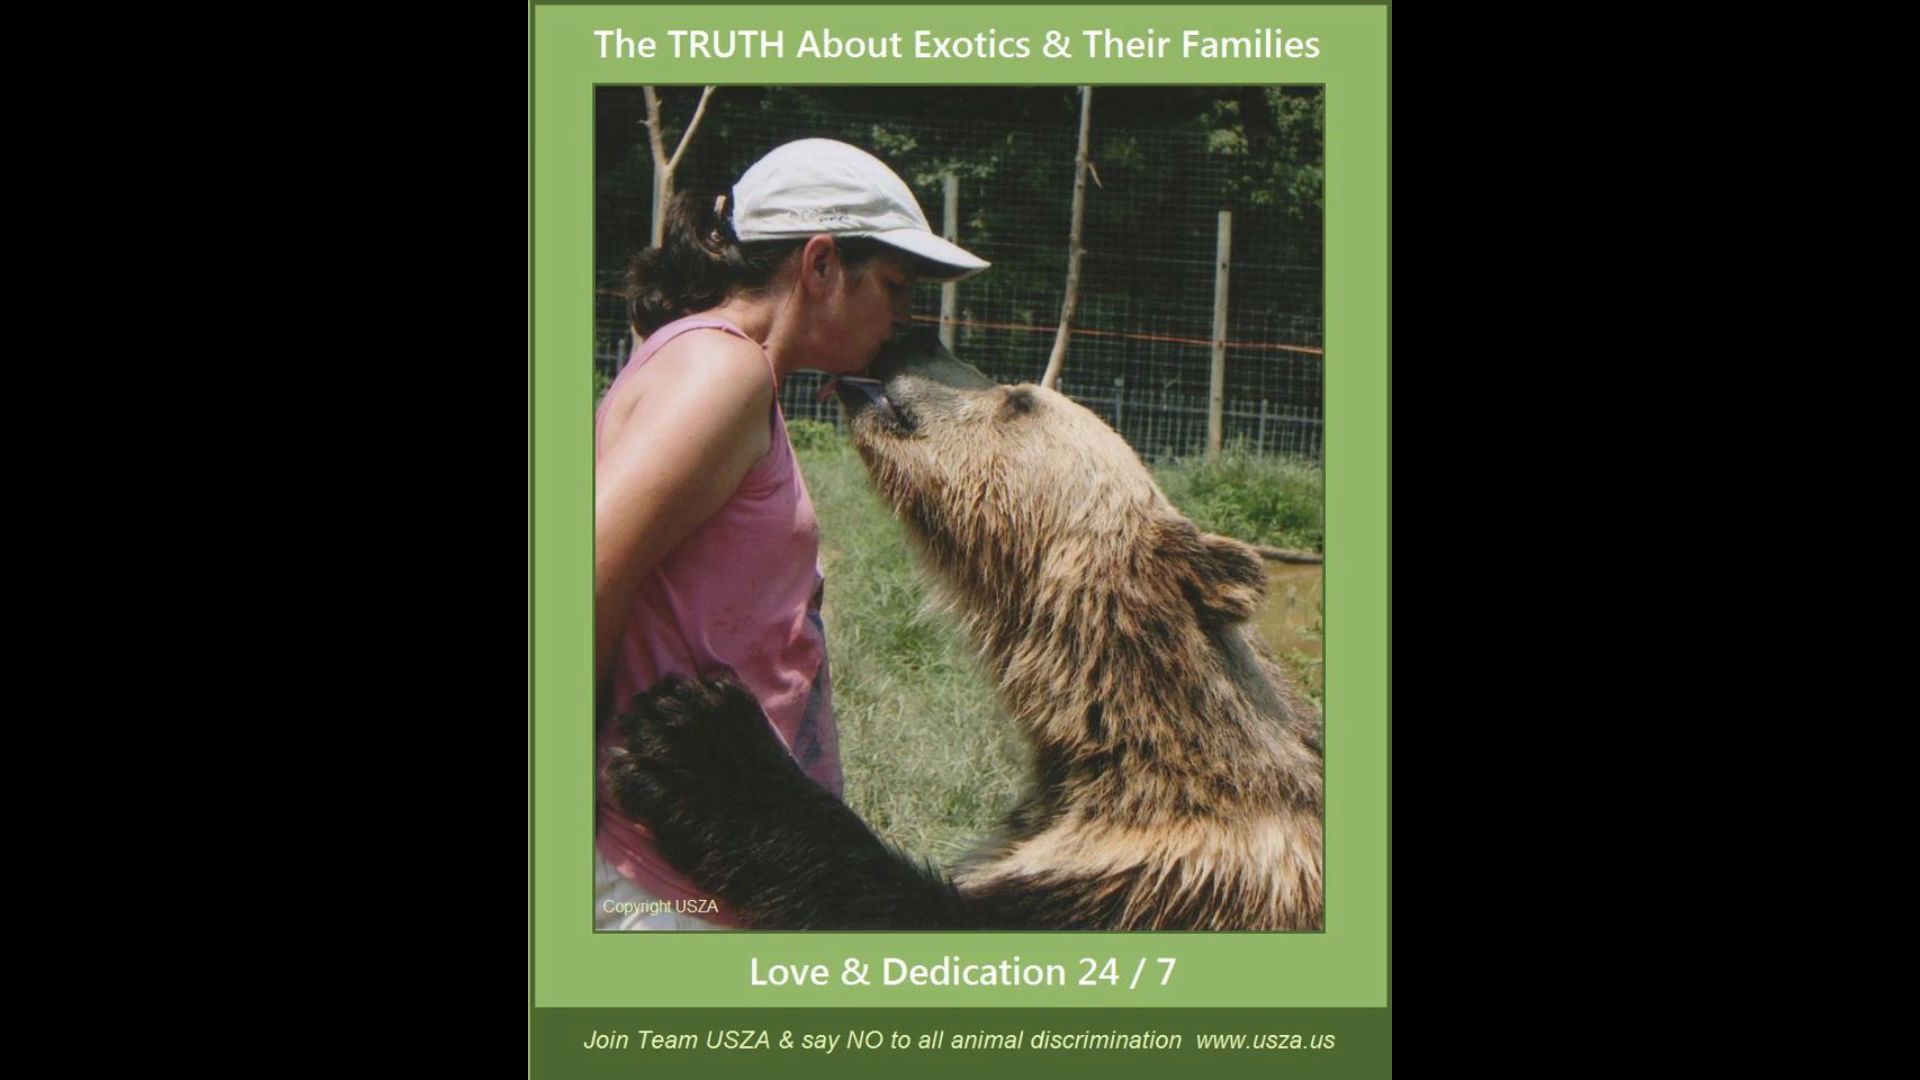 The TRUTH About Exotics & Their Families
Copyright USZA
Love & Dedication 24 / 7
Join Team USZA & say NO to all animal discrimination www.usza.us